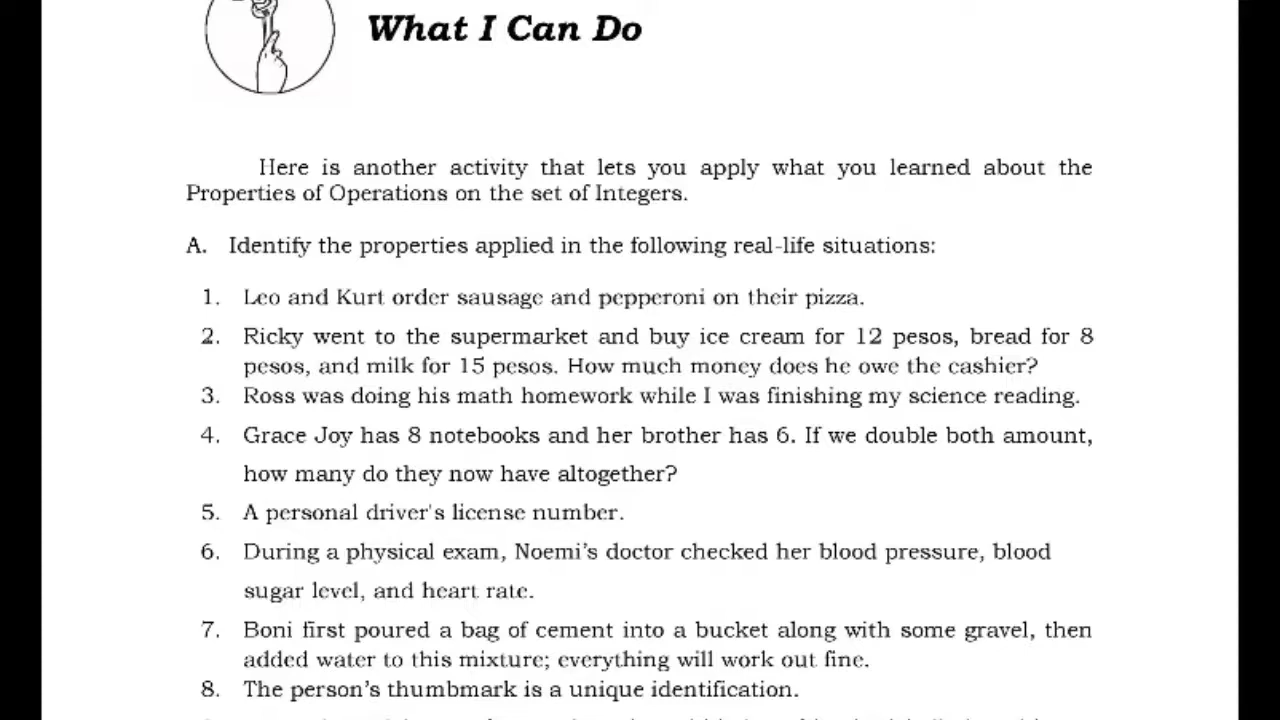 What I Can Do
Here is another activity that lets you apply what you learned about the
Properties of Operations on the set of Integers.
A. Identify the properties applied in the following real-life situations:
1. Leo and Kurt order sausage and pepperoni on their pizza.
2. Ricky went to the supermarket and buy ice cream for 12 pesos, bread for 8
pesos, and milk for 15 pesos. How much money does he owe the cashier?
3. Ross was doing his math homework while I was finishing my science reading.
4. Grace Joy has 8 notebooks and her brother has 6. If we double both amount,
how many do they now have altogether?
5. A personal driver's license number.
6. During a physical exam, Noemi's doctor checked her blood pressure, blood
sugar level, and heart rate.
7. Boni first poured a bag of cement into a bucket along with some gravel, then
added water to this mixture; everything will work out fine.
8. The person's thumbmark is a unique identification.